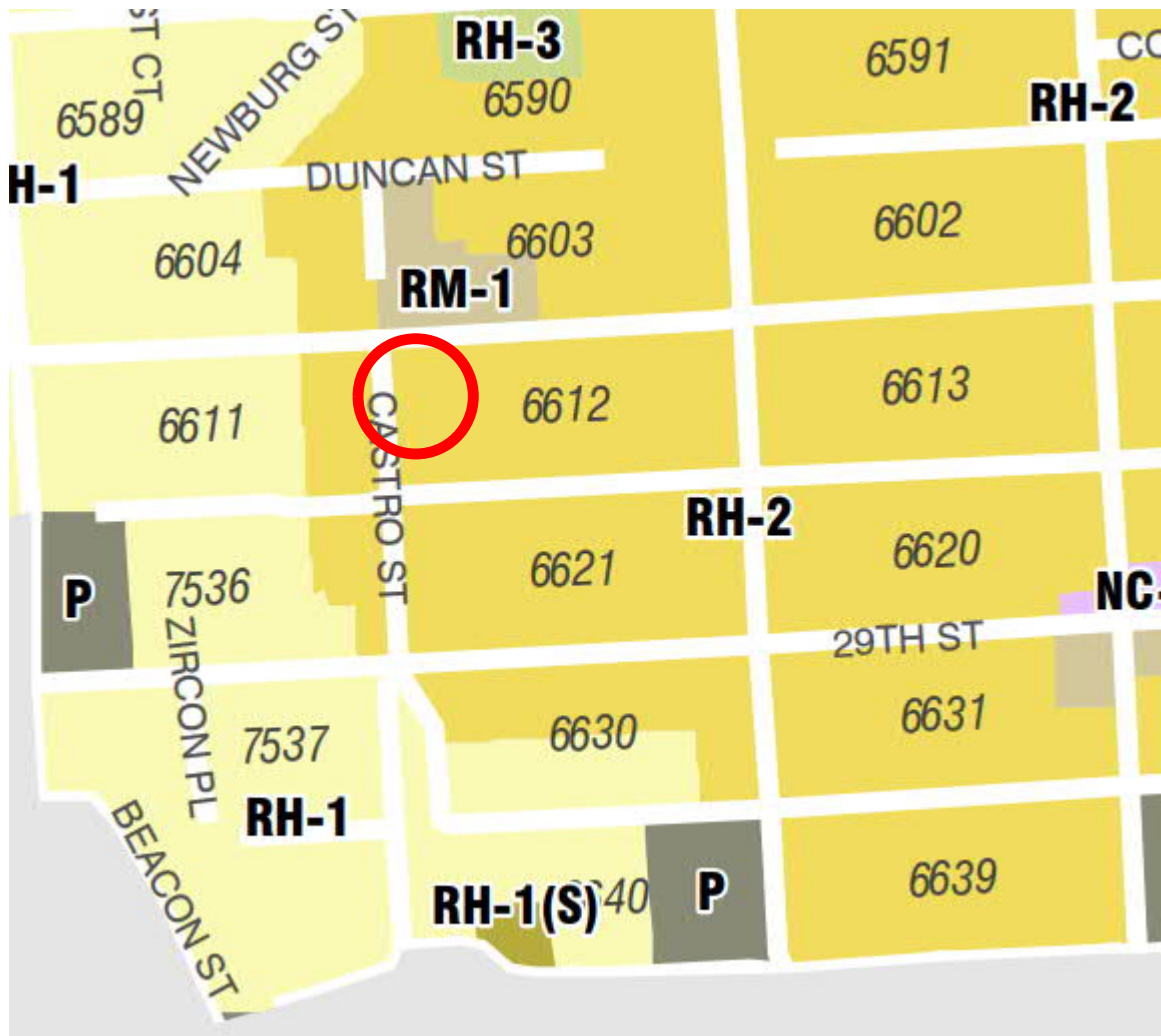 ST CT
NEWBURG ST
RH-3
6591
CO
6589
6590
RH-2
H-1
DUNCAN ST
6604
6603
6602
RM-1
6611
CASTRO ST
6612
6613
RH-2
P
7536
6621
6620
NC-
ZIRCON PL
29TH ST
7537
6630
6631
RH-1
BEACON ST
RH-1(S)
640
P
6639